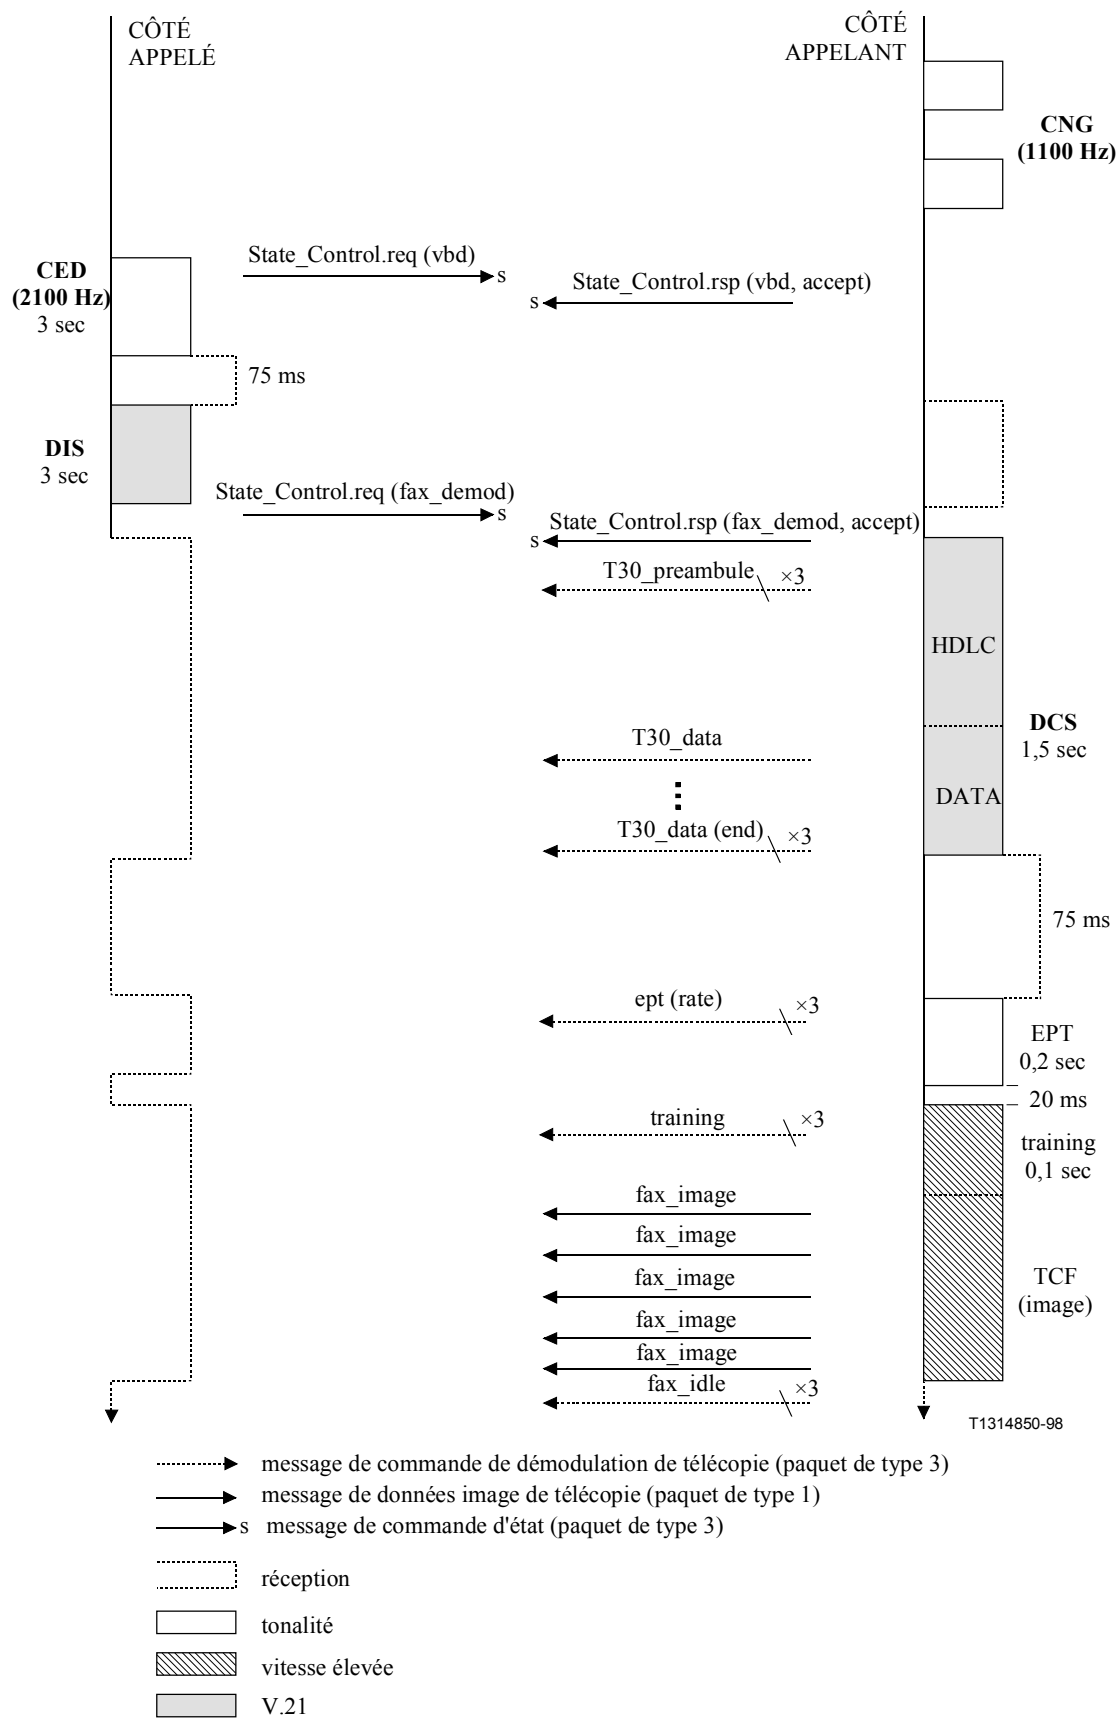 CÔTÉ
APPELÉ
CÔTÉ
APPELANT
CNG
(1100 Hz)
State_Control.req (vbd)
s
CED
(2100 Hz)
3 sec
s
State_Control.rsp (vbd, accept)
75 ms
DIS
3 sec
State_Control.req (fax_demod)
s
State_Control.rsp (fax_demod, accept)
s
T30_preambule
×3
HDLC
DCS
1,5 sec
T30_data
DATA
T30_data (end)
×3
75 ms
ept (rate)
×3
EPT
0,2 sec
20 ms
training
×3
training
0,1 sec
fax_image
fax_image
fax_image
TCF
(image)
fax_image
fax_image
fax_idle
×3
T1314850-98
message de commande de démodulation de télécopie (paquet de type 3)
message de données image de télécopie (paquet de type 1)
s message de commande d'état (paquet de type 3)
réception
tonalité
vitesse élevée
V.21